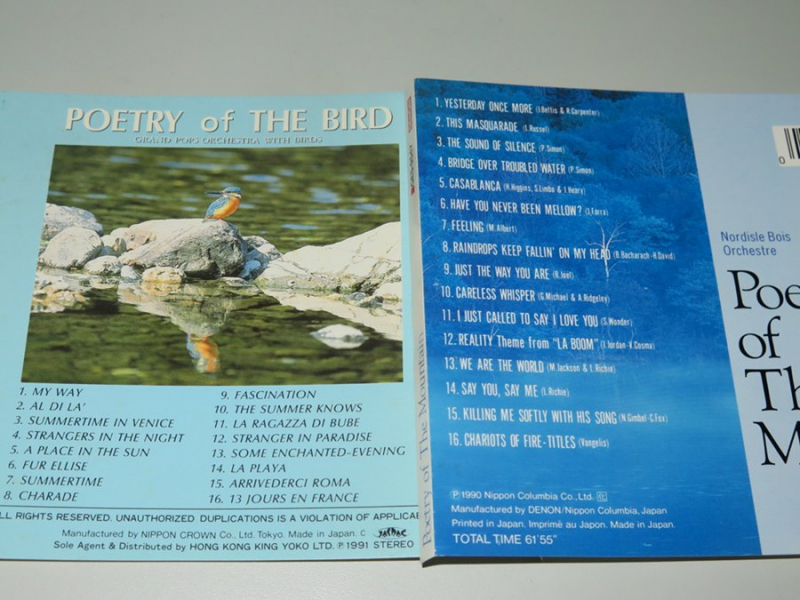 POETRY of THE BIRD
GRAND POPS ORCHESTRA WITH BIRDS
1. MY WAY
2. AL DI LA'
3. SUMMERTIME IN VENICE
4. STRANGERS IN THE NIGHT
5. A PLACE IN THE SUN
6. FUR ELLISE
7. SUMMERTIME
8. CHARADE
9. FASCINATION
10. THE SUMMER KNOWS
11. LA RAGAZZA DI BUBE
12. STRANGER IN PARADISE
13. SOME ENCHANTED-EVENING
14. LA PLAYA
15. ARRIVEDERCI ROMA
16. 13 JOURS EN FRANCE
ALL RIGHTS RESERVED. UNAUTHORIZED DUPLICATIONS IS A VIOLATION OF APPLICAB
Manufactured by NIPPON CROWN Co., Ltd. Tokyo. Made in Japan.
Sole Agent & Distributed by HONG KONG KING YOKO LTD. ℗ 1991 STEREO
Poetry of The Mountain
1. YESTERDAY ONCE MORE (J.Bettis & R.Carpenter)
2. THIS MASQUARADE (L.Russel)
3. THE SOUND OF SILENCE (P.Simon)
4. BRIDGE OVER TROUBLED WATER (P.Simon)
5. CASABLANCA (R.Higgins, S.Limbo & J.Healy)
6. HAVE YOU NEVER BEEN MELLOW? (J.Farra)
7. FEELING (M.Albert)
8. RAINDROPS KEEP FALLIN' ON MY HEAD (B.Bacharach-H.David)
9. JUST THE WAY YOU ARE (B.Joel)
10. CARELESS WHISPER (G.Michael & A.Ridgeley)
11. I JUST CALLED TO SAY I LOVE YOU (S.Wonder)
12. REALITY Theme from "LA BOOM" (J.Jordan-V.Cosma)
13. WE ARE THE WORLD (M.Jackson & L.Richie)
14. SAY YOU, SAY ME (L.Richie)
15. KILLING ME SOFTLY WITH HIS SONG (N.Gimbel-C.Fox)
16. CHARIOTS OF FIRE-TITLES (Vangelis)
℗ 1990 Nippon Columbia Co., Ltd.
Manufactured by DENON/Nippon Columbia, Japan
Printed in Japan. Imprimé au Japon. Made in Japan.
TOTAL TIME 61'55"
0
Nordisle Bois
Orchestre
Poe
of
Th
M